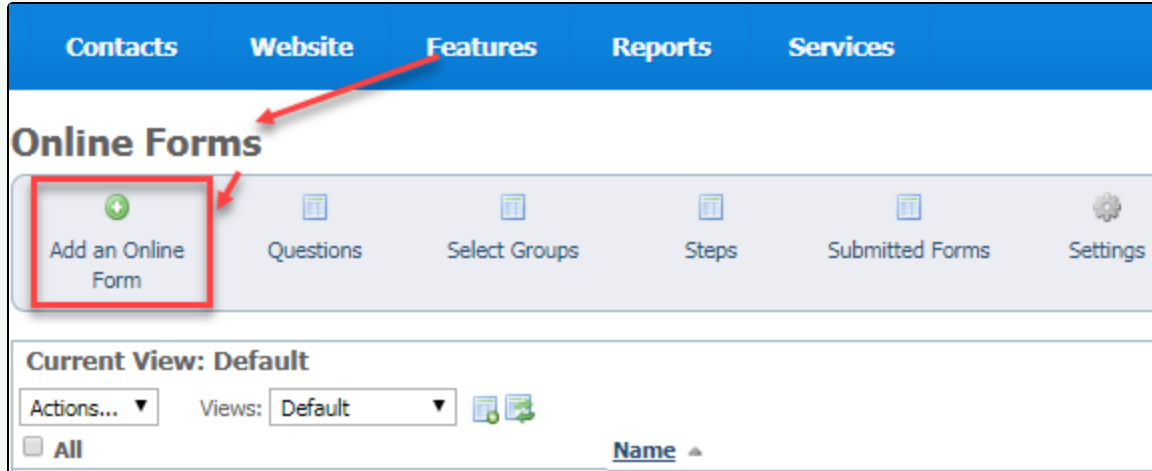 Contacts Website Features Reports Services
Online Forms
Add an Online Form Questions Select Groups Steps Submitted Forms Settings
Current View: Default
Actions... Views: Default
All Name